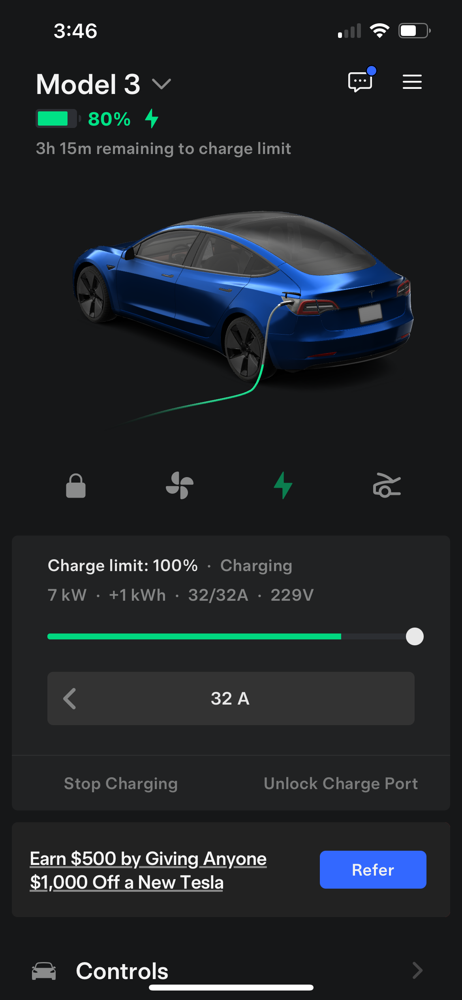 3:46
Model 3
80%
3h 15m remaining to charge limit
Charge limit: 100% · Charging
7 kW · +1 kWh · 32/32A · 229V
32 A
Stop Charging Unlock Charge Port
Earn $500 by Giving Anyone
$1,000 Off a New Tesla
Refer
Controls